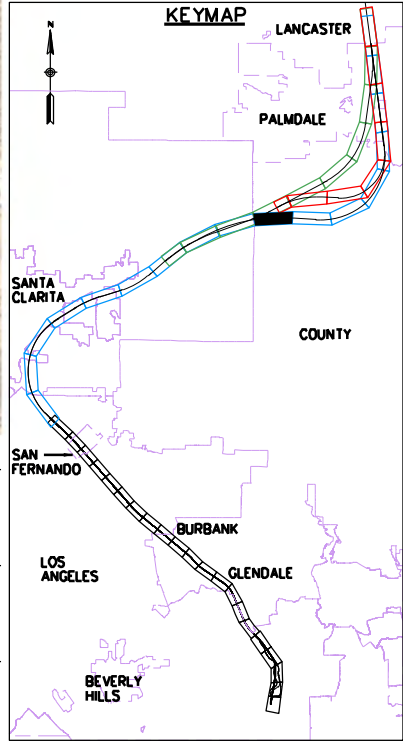 KEYMAP
N
LANCASTER
PALMDALE
SANTA
CLARITA
COUNTY
SAN
FERNANDO
BURBANK
LOS
ANGELES
GLENDALE
BEVERLY
HILLS